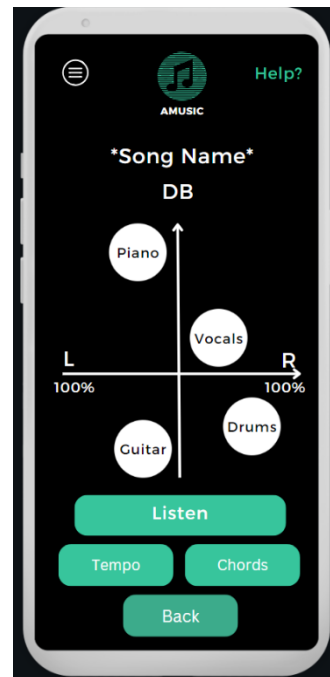 Help?
AMUSIC
*Song Name*
DB
Piano
Vocals
L R
100% 100%
Drums
Guitar
Listen
Tempo Chords
Back